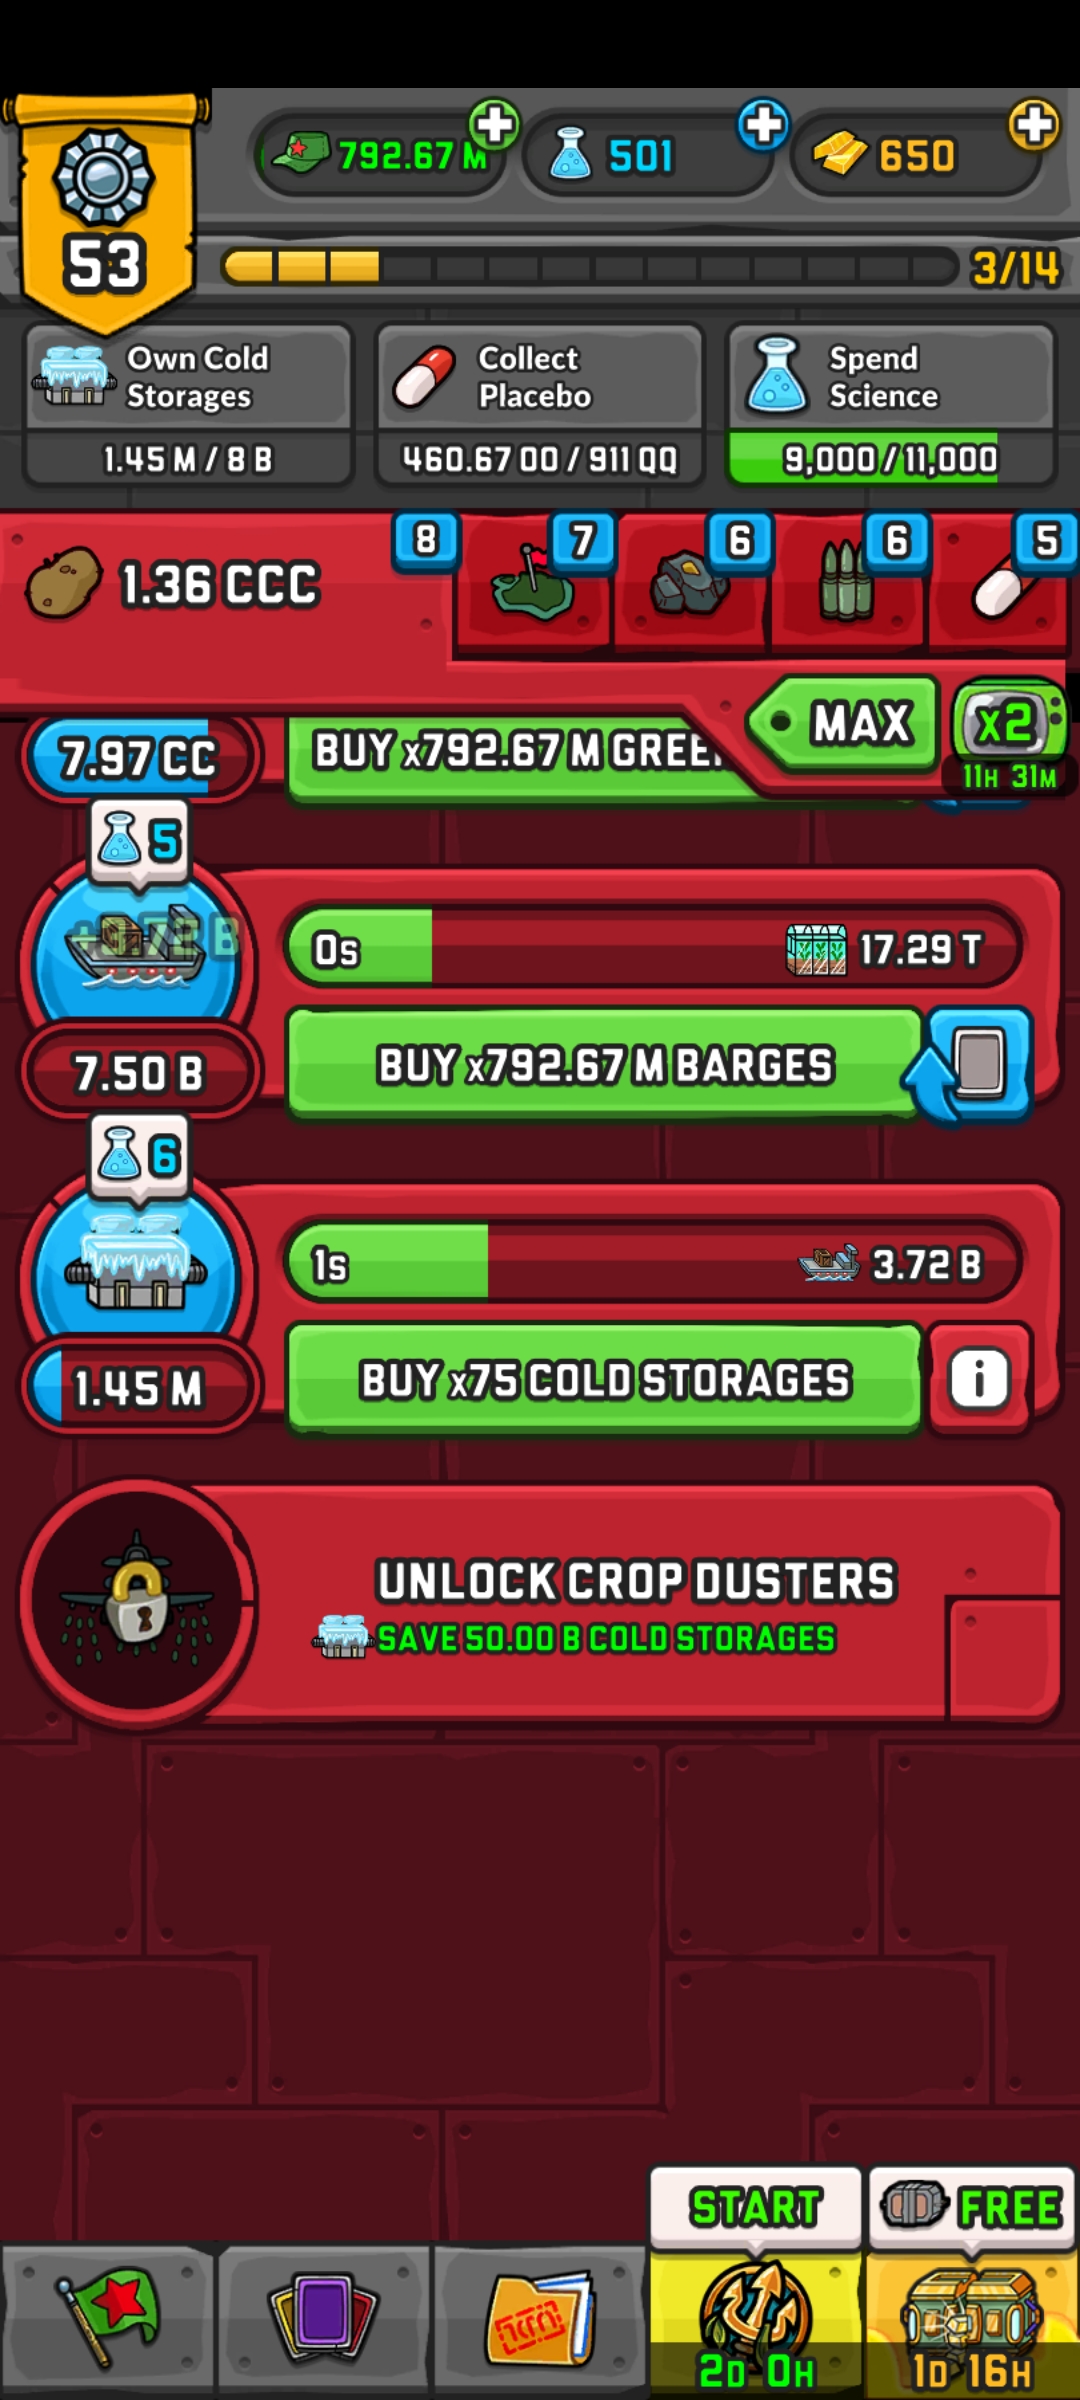 792.67 M
501
650
53
3/14
Own Cold
Storages
1.45 M / 8 B
Collect
Placebo
460.67 OO / 911 QQ
Spend
Science
9,000 / 11,000
1.36 CCC
8
7
6
6
5
MAX
x2
11H 31M
7.97 CC
BUY x792.67 M GREE
5
+3.72 B
0s
17.29 T
7.50 B
BUY x792.67 M BARGES
6
1s
3.72 B
1.45 M
BUY x75 COLD STORAGES
i
UNLOCK CROP DUSTERS
SAVE 50.00 B COLD STORAGES
START
FREE
2D 0H
1D 16H